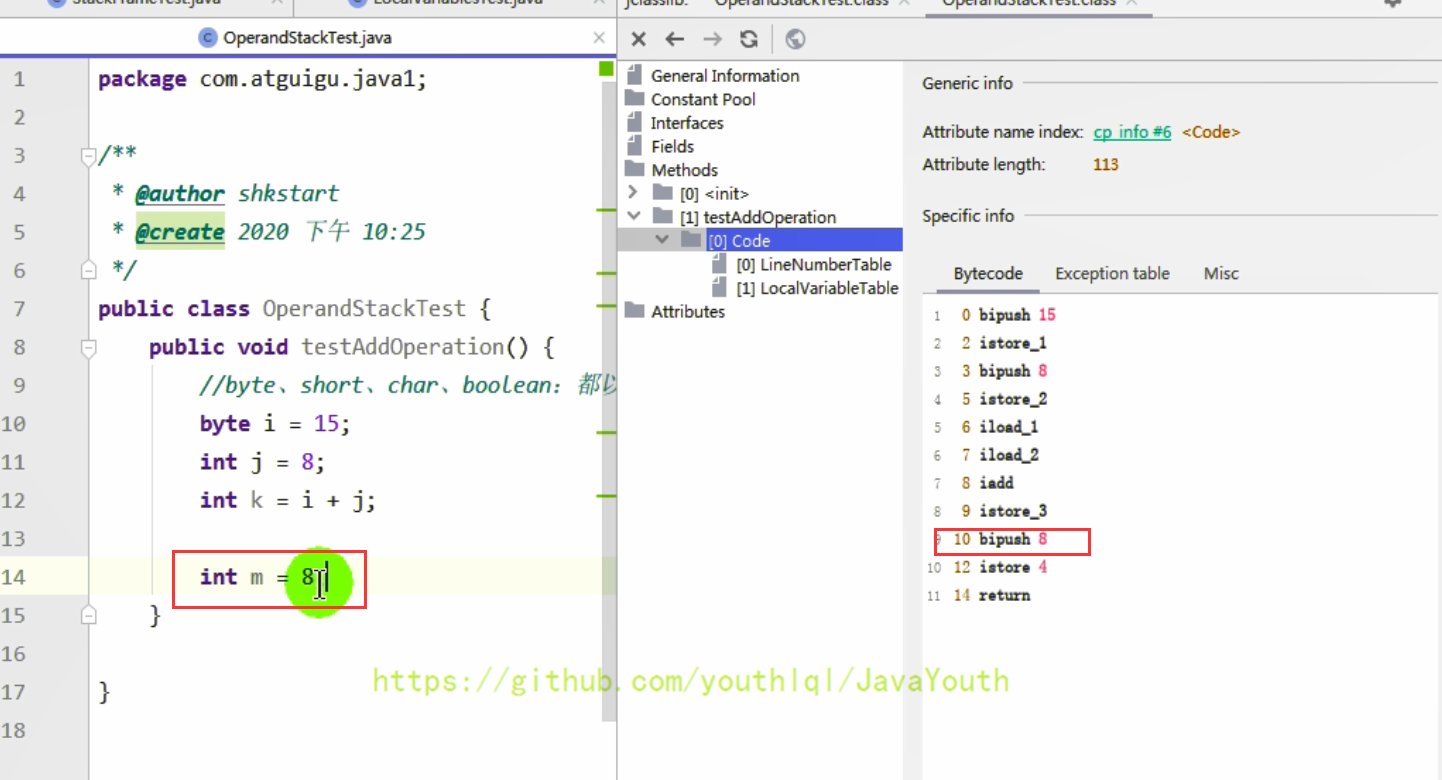 StackFrameTest.java
LocalVariablesTest.java
jclasslib:
OperandStackTest.class
OperandStackTest.class
OperandStackTest.java
1 package com.atguigu.java1;
2
3 /**
4 * @author shkstart
5 * @create 2020 下午 10:25
6 */
7 public class OperandStackTest {
8 public void testAddOperation() {
9 //byte、short、char、boolean：都以
10 byte i = 15;
11 int j = 8;
12 int k = i + j;
13
14 int m = 8
15 }
16
17 }
18
General Information
Constant Pool
Interfaces
Fields
Methods
[0] <init>
[1] testAddOperation
[0] Code
[0] LineNumberTable
[1] LocalVariableTable
Attributes
Generic info
Attribute name index: cp info #6 <Code>
Attribute length: 113
Specific info
Bytecode Exception table Misc
1 0 bipush 15
2 2 istore_1
3 3 bipush 8
4 5 istore_2
5 6 iload_1
6 7 iload_2
7 8 iadd
8 9 istore_3
9 10 bipush 8
10 12 istore 4
11 14 return
https://github.com/youthlql/JavaYouth